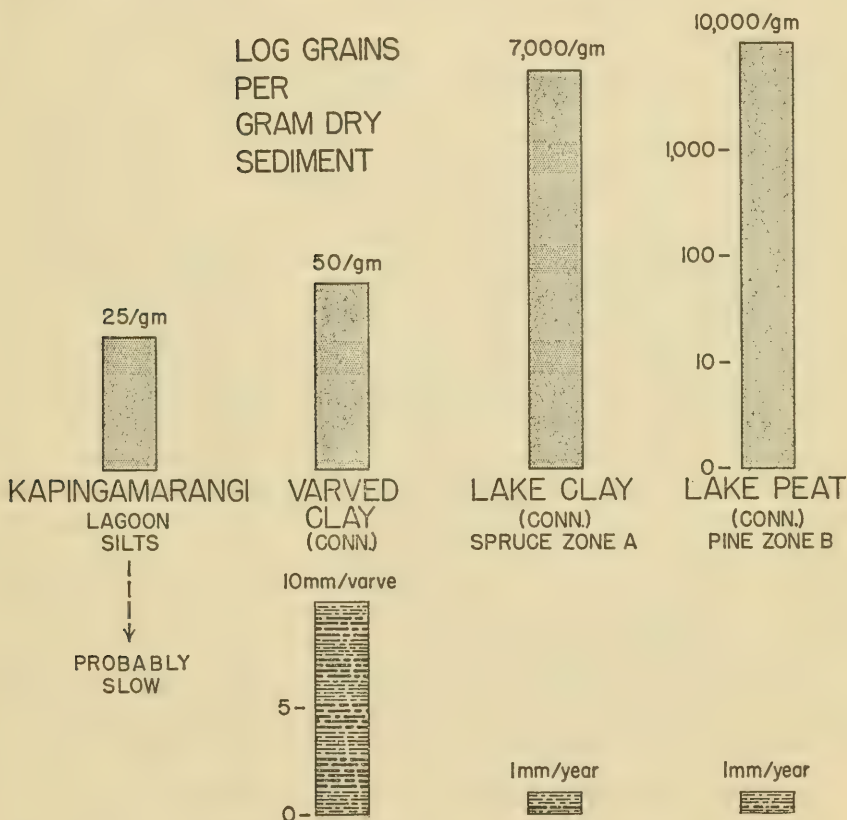 LOG GRAINS
PER
GRAM DRY
SEDIMENT
25/gm
50/gm
7,000/gm
10,000/gm
1,000-
100-
10-
0-
KAPINGAMARANGI
LAGOON
SILTS
PROBABLY
SLOW
VARVED
CLAY
(CONN.)
LAKE CLAY
(CONN.)
SPRUCE ZONE A
LAKE PEAT
(CONN.)
PINE ZONE B
10mm/varve
5-
0-
1mm/year
1mm/year